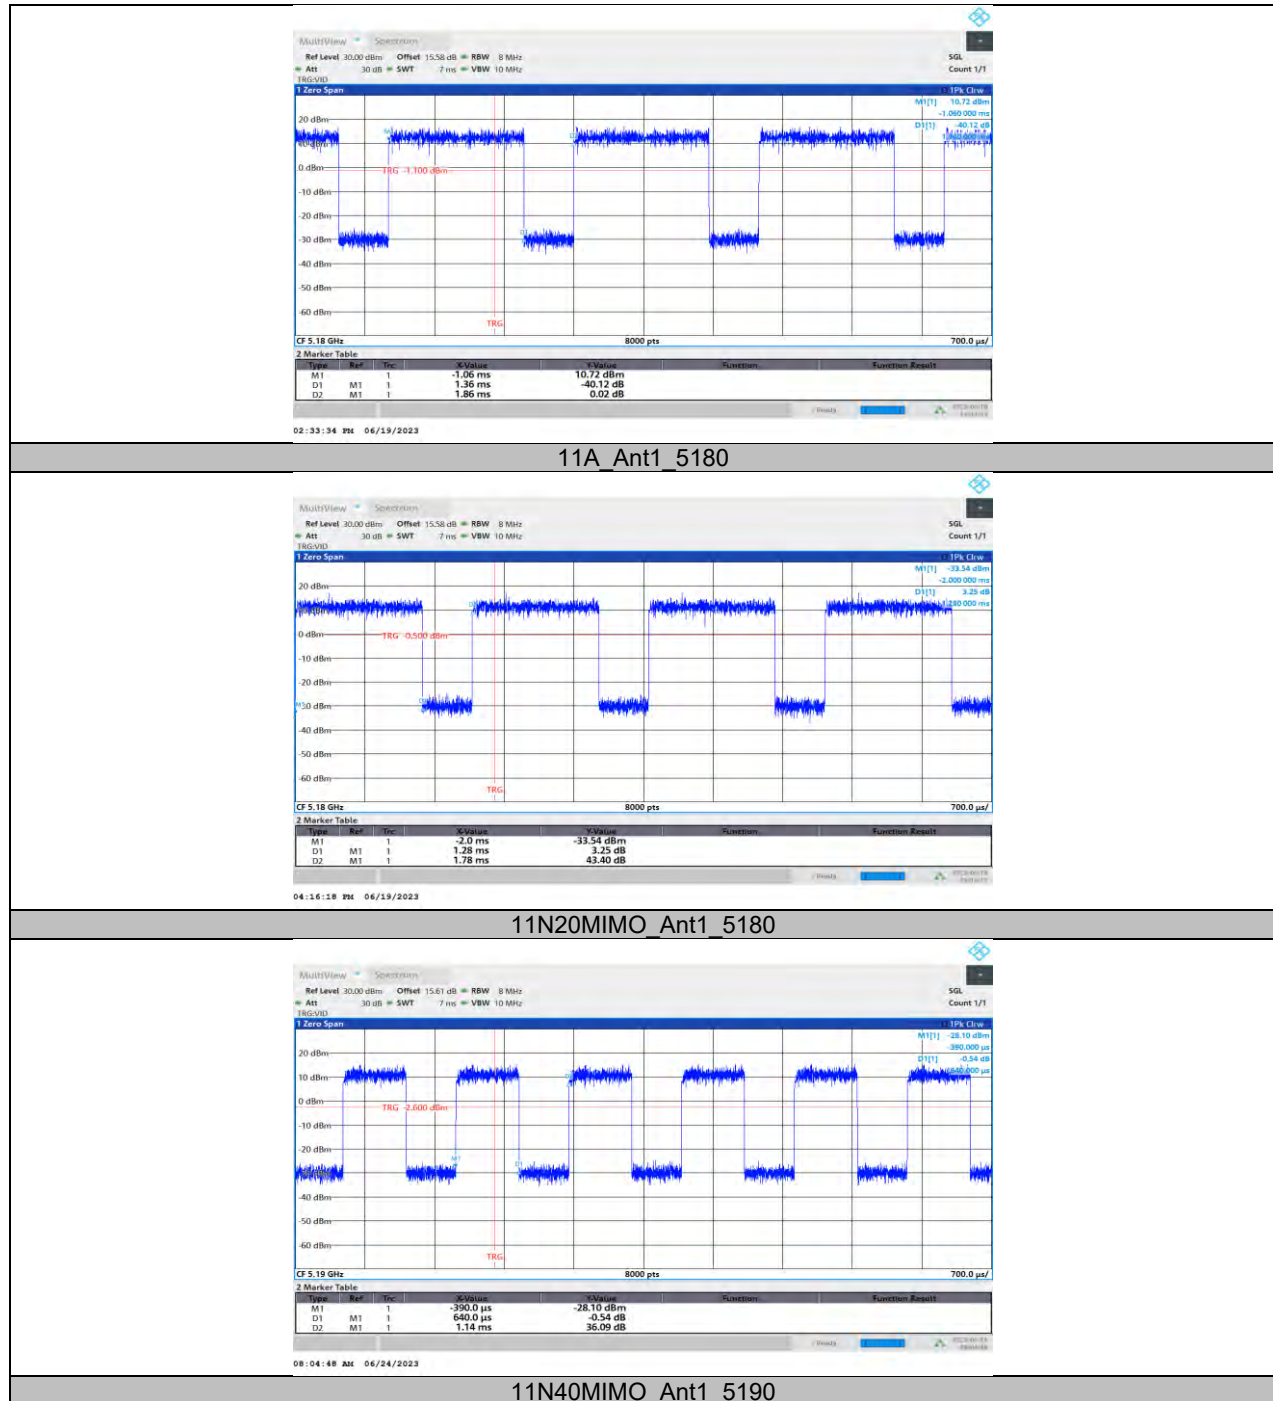 MultiView Spectrum
Ref Level 30.00 dBm Offset 15.58 dB RBW 8 MHz SGL
Att 30 dB SWT 7 ms VBW 10 MHz Count 1/1
TRG:VID
1 Zero Span 1Pk Clrw
M1[1] 10.72 dBm
-1.060 000 ms
20 dBm
D1[1] -40.12 dB
0 dBm
TRG -1.100 dBm
-10 dBm
-20 dBm
D1
-30 dBm
-40 dBm
-50 dBm
-60 dBm
TRG
CF 5.18 GHz 8000 pts 700.0 µs/
2 Marker Table
Type Ref Trc X-Value Y-Value Function Function Result
M1 1 -1.06 ms 10.72 dBm
D1 M1 1 1.36 ms -40.12 dB
D2 M1 1 1.86 ms 0.02 dB
02:33:34 PM 06/19/2023
11A_Ant1_5180
MultiView Spectrum
Ref Level 30.00 dBm Offset 15.58 dB RBW 8 MHz SGL
Att 30 dB SWT 7 ms VBW 10 MHz Count 1/1
TRG:VID
1 Zero Span 1Pk Clrw
M1[1] -33.54 dBm
-2.000 000 ms
20 dBm
D1[1] 3.25 dB
0 dBm
TRG -0.500 dBm
-10 dBm
-20 dBm
-30 dBm
-40 dBm
-50 dBm
-60 dBm
TRG
CF 5.18 GHz 8000 pts 700.0 µs/
2 Marker Table
Type Ref Trc X-Value Y-Value Function Function Result
M1 1 -2.0 ms -33.54 dBm
D1 M1 1 1.28 ms 3.25 dB
D2 M1 1 1.78 ms 43.40 dB
04:16:18 PM 06/19/2023
11N20MIMO_Ant1_5180
MultiView Spectrum
Ref Level 30.00 dBm Offset 15.61 dB RBW 8 MHz SGL
Att 30 dB SWT 7 ms VBW 10 MHz Count 1/1
TRG:VID
1 Zero Span 1Pk Clrw
M1[1] -28.10 dBm
-390.000 µs
20 dBm
D1[1] -0.54 dB
640.000 µs
10 dBm
0 dBm
TRG -2.600 dBm
-10 dBm
-20 dBm
M1
D1
-40 dBm
-50 dBm
-60 dBm
TRG
CF 5.19 GHz 8000 pts 700.0 µs/
2 Marker Table
Type Ref Trc X-Value Y-Value Function Function Result
M1 1 -390.0 µs -28.10 dBm
D1 M1 1 640.0 µs -0.54 dB
D2 M1 1 1.14 ms 36.09 dB
08:04:48 AM 06/24/2023
11N40MIMO_Ant1_5190